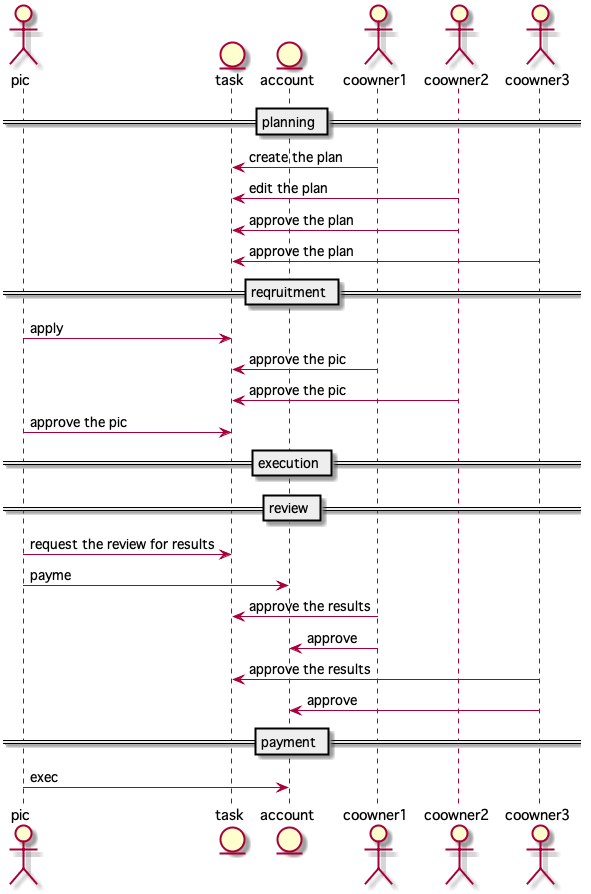 pic task account coowner1 coowner2 coowner3
planning
create the plan
edit the plan
approve the plan
approve the plan
reqruitment
apply
approve the pic
approve the pic
approve the pic
execution
review
request the review for results
payme
approve the results
approve
approve the results
approve
payment
exec
pic task account coowner1 coowner2 coowner3